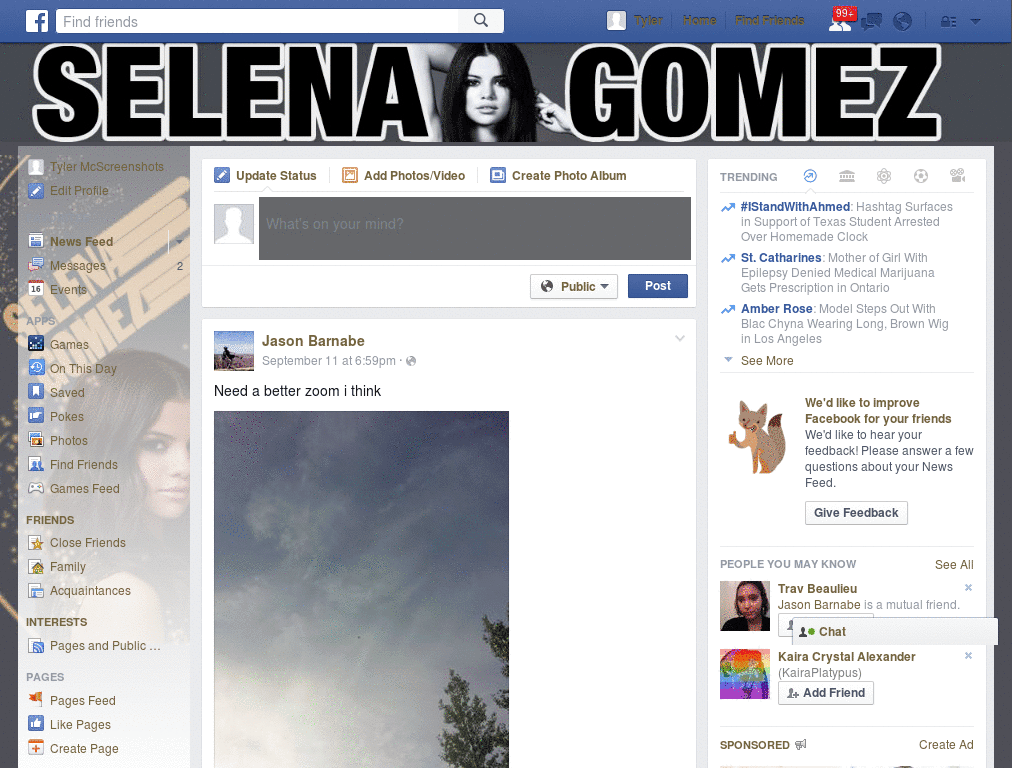 Find friends
Tyler
Home
Find Friends
99+
SELENA GOMEZ
Tyler McScreenshots
Edit Profile
News Feed
Messages 2
Events
16
APPS
Games
On This Day
Saved
Pokes
Photos
Find Friends
Games Feed
FRIENDS
Close Friends
Family
Acquaintances
INTERESTS
Pages and Public ...
PAGES
Pages Feed
Like Pages
Create Page
SELENA
GOMEZ
Update Status
Add Photos/Video
Create Photo Album
What's on your mind?
Public
Post
Jason Barnabe
September 11 at 6:59pm ·
Need a better zoom i think
TRENDING
#IStandWithAhmed: Hashtag Surfaces
in Support of Texas Student Arrested
Over Homemade Clock
St. Catharines: Mother of Girl With
Epilepsy Denied Medical Marijuana
Gets Prescription in Ontario
Amber Rose: Model Steps Out With
Blac Chyna Wearing Long, Brown Wig
in Los Angeles
See More
We'd like to improve
Facebook for your friends
We'd like to hear your
feedback! Please answer a few
questions about your News
Feed.
Give Feedback
PEOPLE YOU MAY KNOW
See All
Trav Beaulieu
Jason Barnabe is a mutual friend.
Chat
Kaira Crystal Alexander
(KairaPlatypus)
Add Friend
SPONSORED
Create Ad